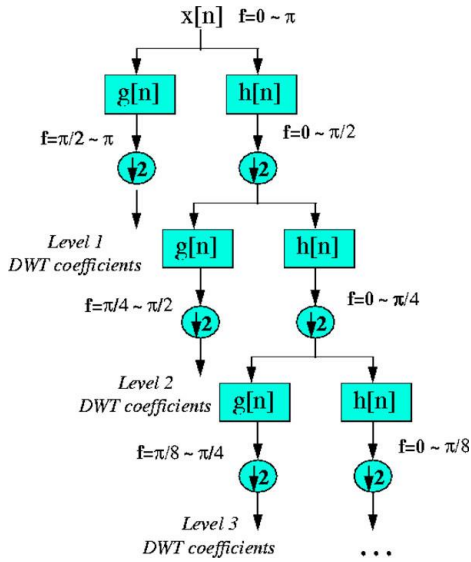 x[n] f=0 ~ π
g[n] h[n]
f=π/2 ~ π f=0 ~ π/2
↓2 ↓2
Level 1
DWT coefficients
g[n] h[n]
f=π/4 ~ π/2 f=0 ~ π/4
↓2 ↓2
Level 2
DWT coefficients
g[n] h[n]
f=π/8 ~ π/4 f=0 ~ π/8
↓2 ↓2
Level 3
DWT coefficients
...